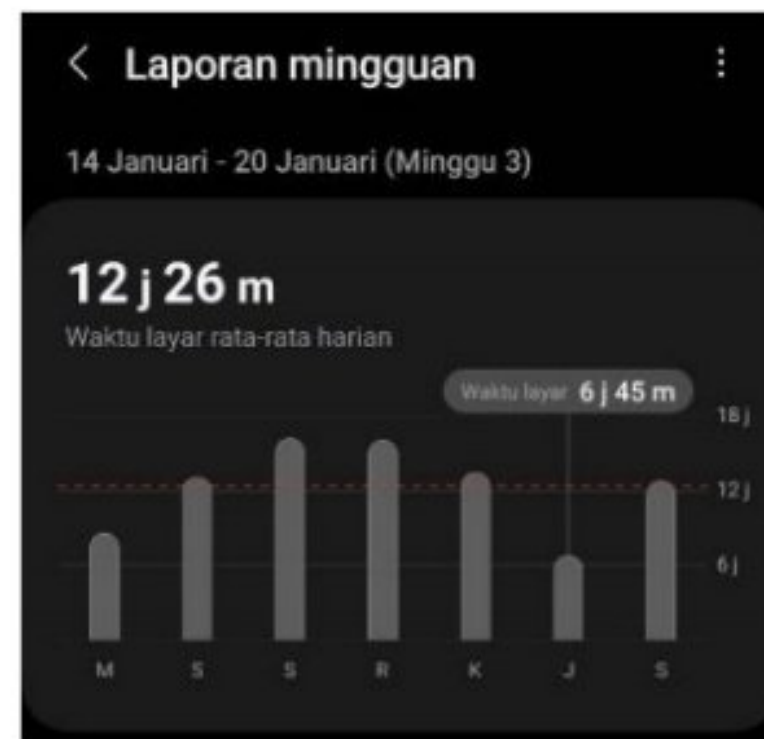 Laporan mingguan
14 Januari - 20 Januari (Minggu 3)
12 j 26 m
Waktu layar rata-rata harian
Waktu layar 6 j 45 m
18 j
12 j
6 j
M S S R K J S